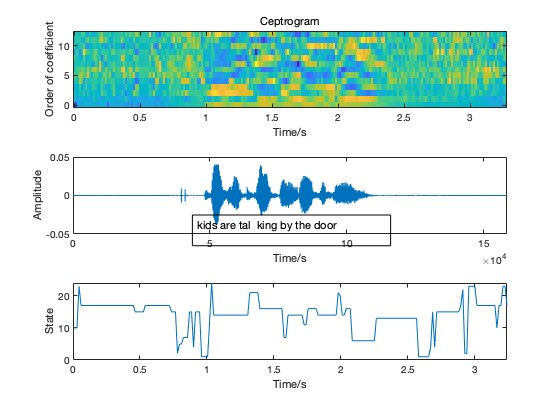 Ceptrogram
Order of coefficient
10
5
0
0 0.5 1 1.5 2 2.5 3
Time/s
Amplitude
0.05
0
-0.05
kids are tal  king by the door
0 5 10 15
×10⁴
Time/s
State
20
10
0
0 0.5 1 1.5 2 2.5 3
Time/s